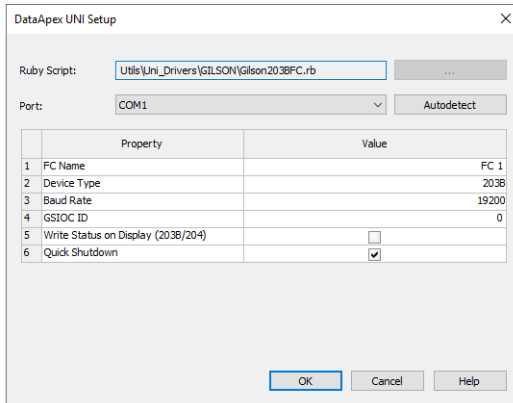 DataApex UNI Setup
Ruby Script: Utils\Uni_Drivers\GILSON\Gilson203BFC.rb ...
Port: COM1 Autodetect
Property Value
1 FC Name FC 1
2 Device Type 203B
3 Baud Rate 19200
4 GSIOC ID 0
5 Write Status on Display (203B/204)
6 Quick Shutdown
OK Cancel Help